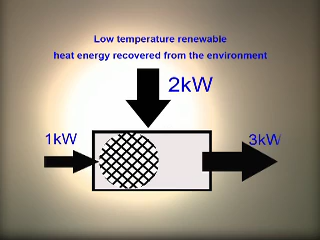 Low temperature renewable
heat energy recovered from the environment
2kW
1kW
3kW